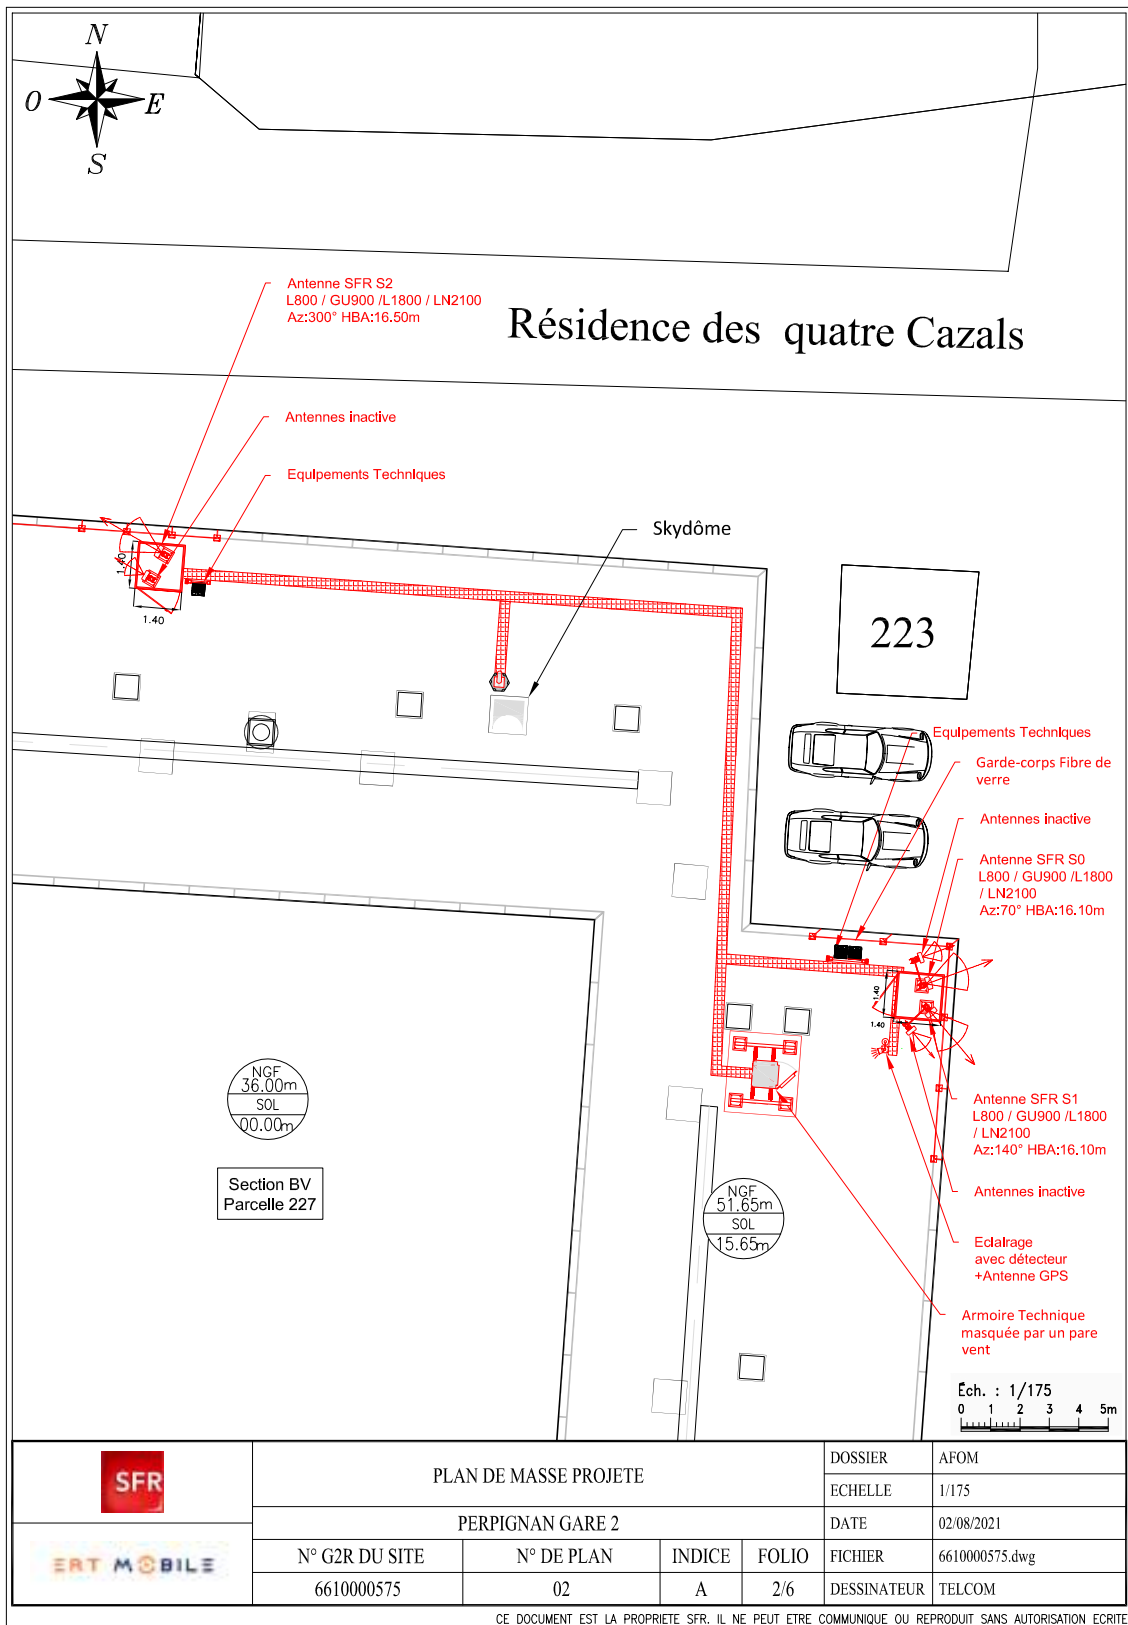 N
O
E
S
Antenne SFR S2
L800 / GU900 /L1800 / LN2100
Az:300° HBA:16.50m
Résidence des quatre Cazals
Antennes inactive
Equipements Techniques
Skydôme
1.40
1.40
223
Equipements Techniques
Garde-corps Fibre de
verre
Antennes inactive
Antenne SFR S0
L800 / GU900 /L1800
/ LN2100
Az:70° HBA:16.10m
1.40
1.40
NGF
36.00m
SOL
00.00m
Section BV
Parcelle 227
Antenne SFR S1
L800 / GU900 /L1800
/ LN2100
Az:140° HBA:16.10m
Antennes inactive
NGF
51.65m
SOL
15.65m
Eclairage
avec détecteur
+Antenne GPS
Armoire Technique
masquée par un pare
vent
Éch. : 1/175
0 1 2 3 4 5m
SFR
ERT MOBILE
PLAN DE MASSE PROJETE
PERPIGNAN GARE 2
N° G2R DU SITE
N° DE PLAN
INDICE
FOLIO
6610000575
02
A
2/6
DOSSIER
AFOM
ECHELLE
1/175
DATE
02/08/2021
FICHIER
6610000575.dwg
DESSINATEUR
TELCOM
CE DOCUMENT EST LA PROPRIETE SFR. IL NE PEUT ETRE COMMUNIQUE OU REPRODUIT SANS AUTORISATION ECRITE